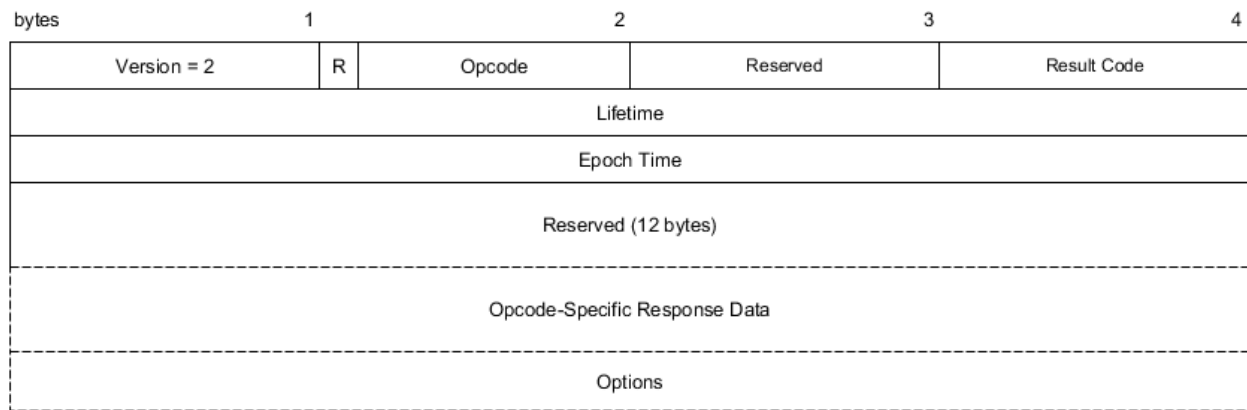 bytes 1 2 3 4
Version = 2 R Opcode Reserved Result Code
Lifetime
Epoch Time
Reserved (12 bytes)
Opcode-Specific Response Data
Options